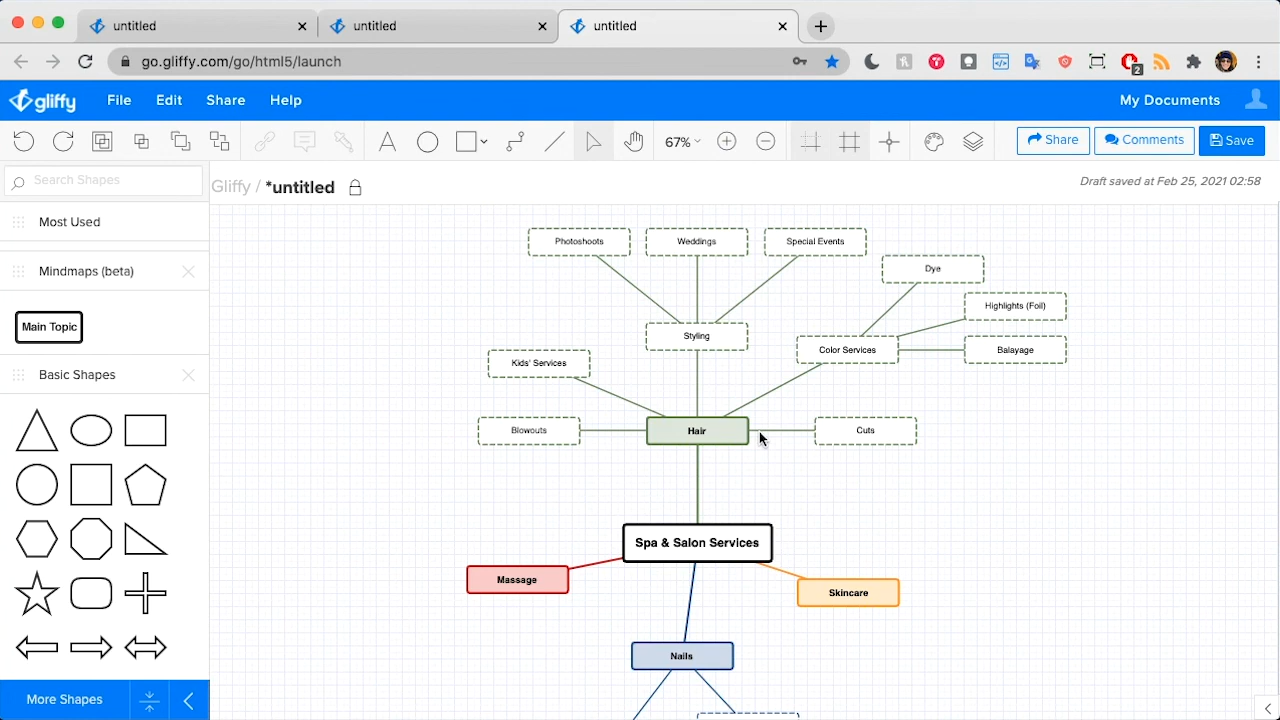 untitled
untitled
untitled
go.gliffy.com/go/html5/launch
2
gliffy
File
Edit
Share
Help
My Documents
A
67%
Share
Comments
Save
Search Shapes
Gliffy / *untitled
Draft saved at Feb 25, 2021 02:58
Most Used
Mindmaps (beta)
Main Topic
Basic Shapes
More Shapes
Photoshoots
Weddings
Special Events
Dye
Highlights (Foil)
Styling
Color Services
Balayage
Kids' Services
Blowouts
Hair
Cuts
Spa & Salon Services
Massage
Skincare
Nails